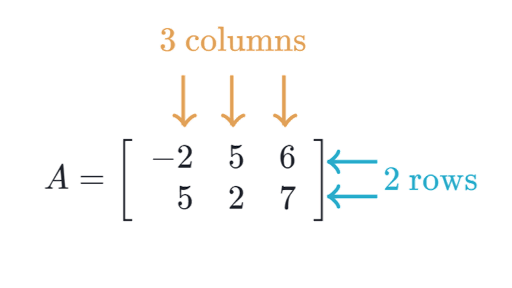 3 columns
A = [ −2 5 6
5 2 7 ]
2 rows